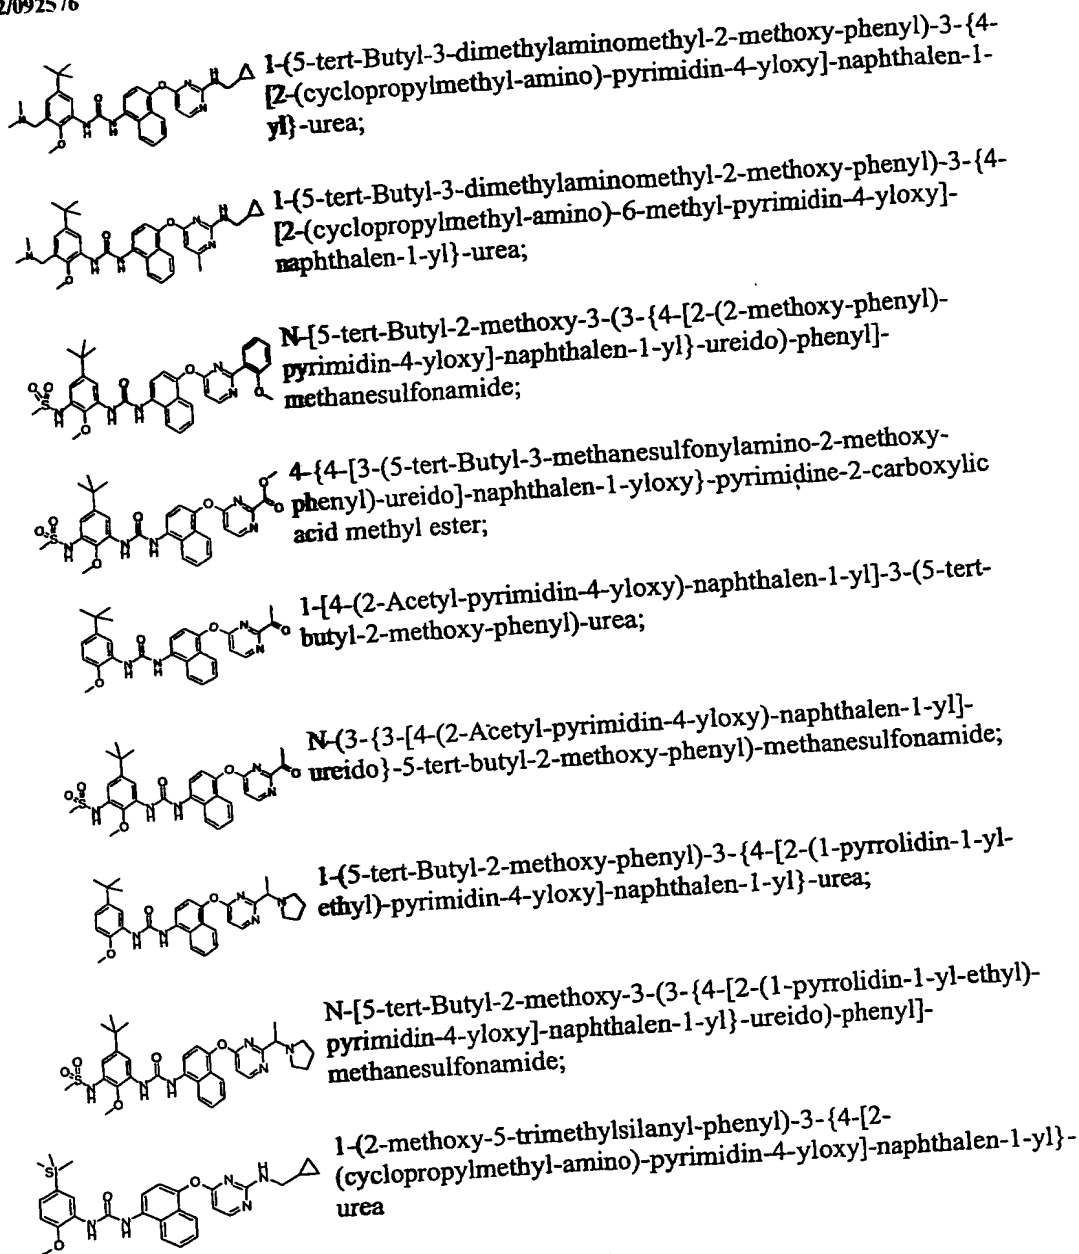 2/092576
1-(5-tert-Butyl-3-dimethylaminomethyl-2-methoxy-phenyl)-3-{4-
[2-(cyclopropylmethyl-amino)-pyrimidin-4-yloxy]-naphthalen-1-
yl}-urea;
1-(5-tert-Butyl-3-dimethylaminomethyl-2-methoxy-phenyl)-3-{4-
[2-(cyclopropylmethyl-amino)-6-methyl-pyrimidin-4-yloxy]-
naphthalen-1-yl}-urea;
N-[5-tert-Butyl-2-methoxy-3-(3-{4-[2-(2-methoxy-phenyl)-
pyrimidin-4-yloxy]-naphthalen-1-yl}-ureido)-phenyl]-
methanesulfonamide;
4-{4-[3-(5-tert-Butyl-3-methanesulfonylamino-2-methoxy-
phenyl)-ureido]-naphthalen-1-yloxy}-pyrimidine-2-carboxylic
acid methyl ester;
1-[4-(2-Acetyl-pyrimidin-4-yloxy)-naphthalen-1-yl]-3-(5-tert-
butyl-2-methoxy-phenyl)-urea;
N-(3-{3-[4-(2-Acetyl-pyrimidin-4-yloxy)-naphthalen-1-yl]-
ureido}-5-tert-butyl-2-methoxy-phenyl)-methanesulfonamide;
1-(5-tert-Butyl-2-methoxy-phenyl)-3-{4-[2-(1-pyrrolidin-1-yl-
ethyl)-pyrimidin-4-yloxy]-naphthalen-1-yl}-urea;
N-[5-tert-Butyl-2-methoxy-3-(3-{4-[2-(1-pyrrolidin-1-yl-ethyl)-
pyrimidin-4-yloxy]-naphthalen-1-yl}-ureido)-phenyl]-
methanesulfonamide;
1-(2-methoxy-5-trimethylsilanyl-phenyl)-3-{4-[2-
(cyclopropylmethyl-amino)-pyrimidin-4-yloxy]-naphthalen-1-yl}-
urea